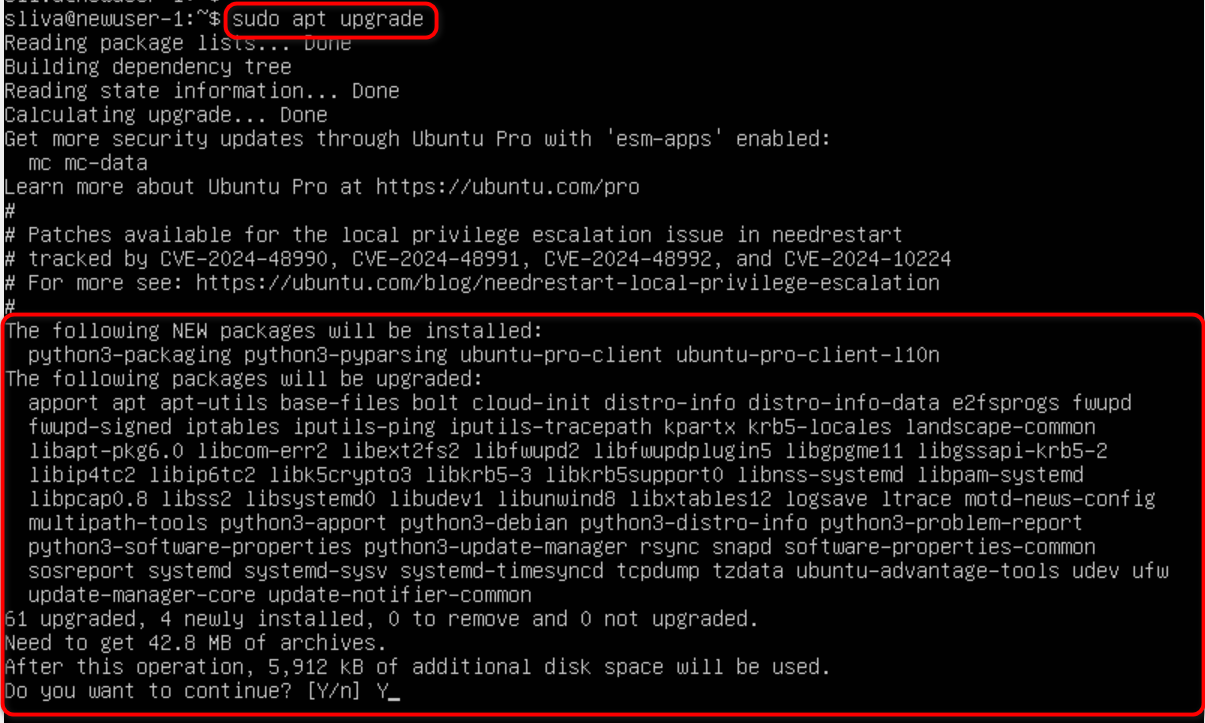 sliva@newuser-1:~$ sudo apt upgrade
Reading package lists... Done
Building dependency tree
Reading state information... Done
Calculating upgrade... Done
Get more security updates through Ubuntu Pro with 'esm-apps' enabled:
  mc mc-data
Learn more about Ubuntu Pro at https://ubuntu.com/pro
#
# Patches available for the local privilege escalation issue in needrestart
# tracked by CVE-2024-48990, CVE-2024-48991, CVE-2024-48992, and CVE-2024-10224
# For more see: https://ubuntu.com/blog/needrestart-local-privilege-escalation
#
The following NEW packages will be installed:
  python3-packaging python3-pyparsing ubuntu-pro-client ubuntu-pro-client-l10n
The following packages will be upgraded:
  apport apt apt-utils base-files bolt cloud-init distro-info distro-info-data e2fsprogs fwupd
  fwupd-signed iptables iputils-ping iputils-tracepath kpartx krb5-locales landscape-common
  libapt-pkg6.0 libcom-err2 libext2fs2 libfwupd2 libfwupdplugin5 libgpgme11 libgssapi-krb5-2
  libip4tc2 libip6tc2 libk5crypto3 libkrb5-3 libkrb5support0 libnss-systemd libpam-systemd
  libpcap0.8 libss2 libsystemd0 libudev1 libunwind8 libxtables12 logsave ltrace motd-news-config
  multipath-tools python3-apport python3-debian python3-distro-info python3-problem-report
  python3-software-properties python3-update-manager rsync snapd software-properties-common
  sosreport systemd systemd-sysv systemd-timesyncd tcpdump tzdata ubuntu-advantage-tools udev ufw
  update-manager-core update-notifier-common
61 upgraded, 4 newly installed, 0 to remove and 0 not upgraded.
Need to get 42.8 MB of archives.
After this operation, 5,912 kB of additional disk space will be used.
Do you want to continue? [Y/n] Y_